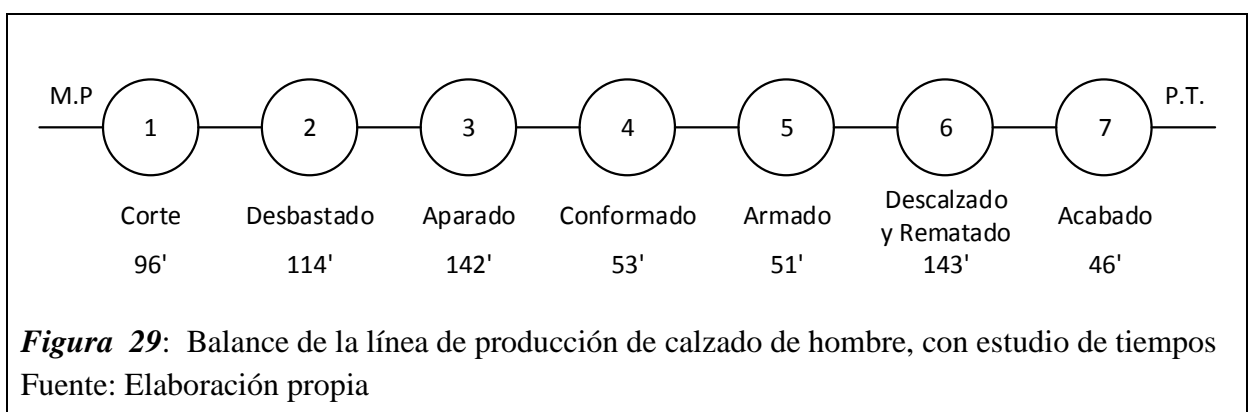 M.P
P.T.
1 2 3 4 5 6 7
Corte Desbastado Aparado Conformado Armado Descalzado y Rematado Acabado
96' 114' 142' 53' 51' 143' 46'
Figura 29: Balance de la línea de producción de calzado de hombre, con estudio de tiempos
Fuente: Elaboración propia